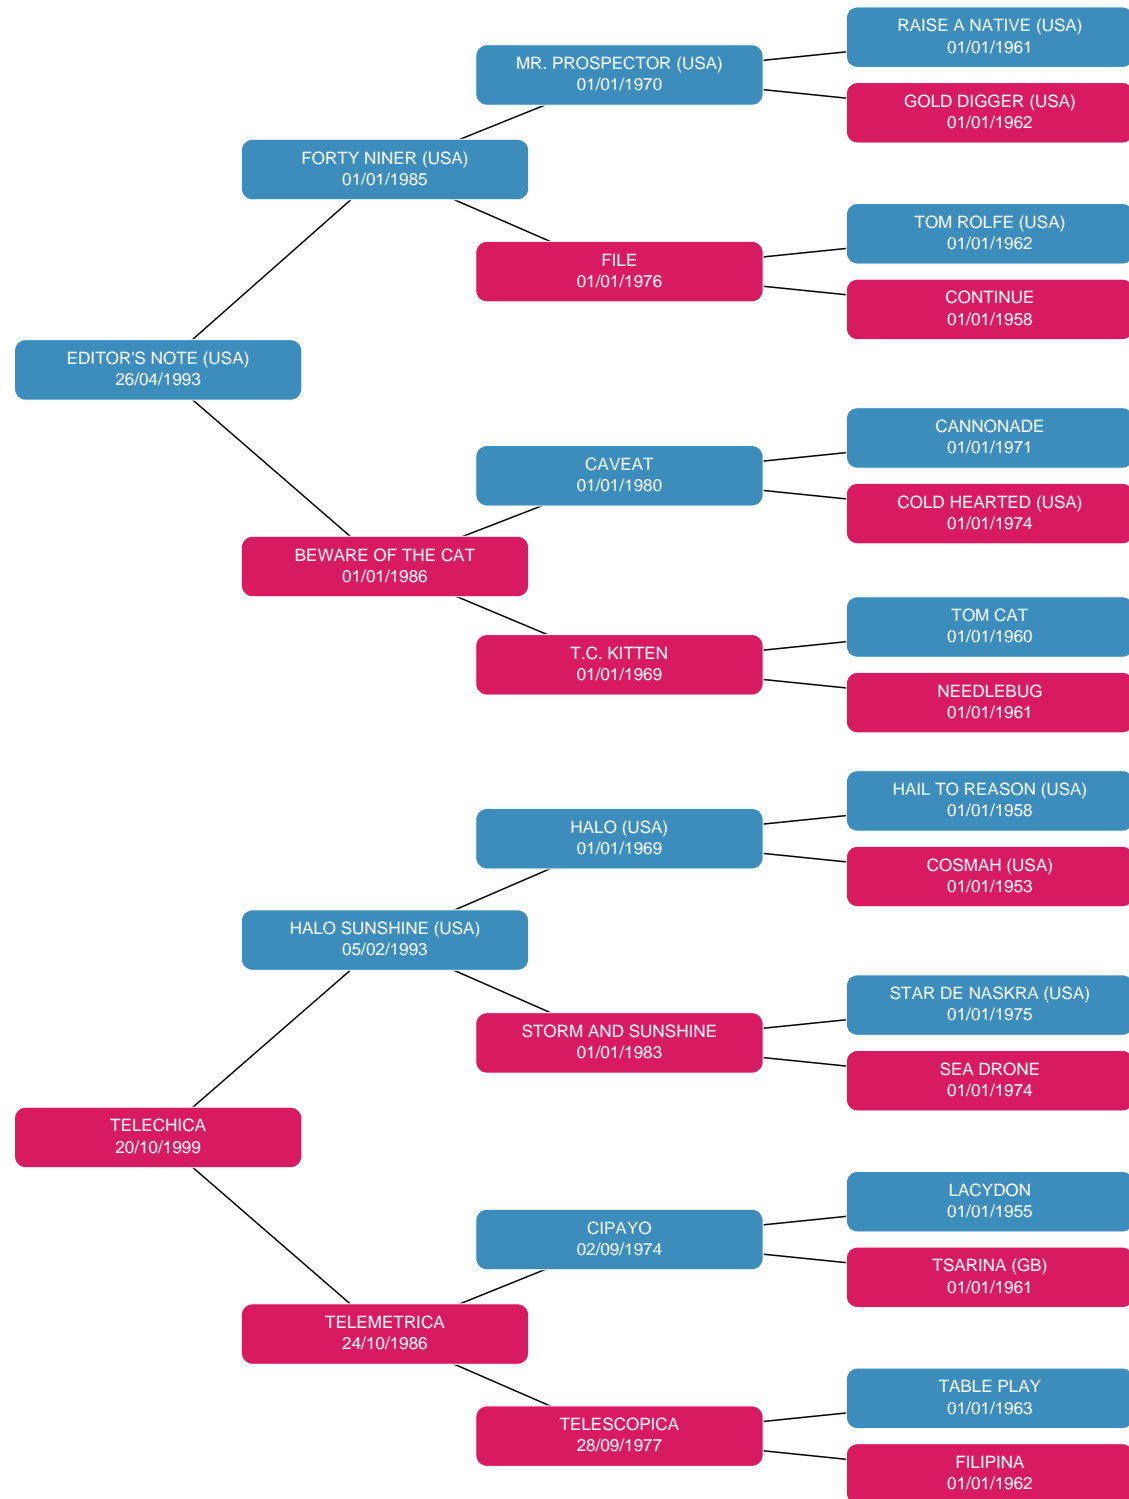 RAISE A NATIVE (USA)
01/01/1961
MR. PROSPECTOR (USA)
01/01/1970
GOLD DIGGER (USA)
01/01/1962
FORTY NINER (USA)
01/01/1985
TOM ROLFE (USA)
01/01/1962
FILE
01/01/1976
CONTINUE
01/01/1958
EDITOR'S NOTE (USA)
26/04/1993
CANNONADE
01/01/1971
CAVEAT
01/01/1980
COLD HEARTED (USA)
01/01/1974
BEWARE OF THE CAT
01/01/1986
TOM CAT
01/01/1960
T.C. KITTEN
01/01/1969
NEEDLEBUG
01/01/1961
HAIL TO REASON (USA)
01/01/1958
HALO (USA)
01/01/1969
COSMAH (USA)
01/01/1953
HALO SUNSHINE (USA)
05/02/1993
STAR DE NASKRA (USA)
01/01/1975
STORM AND SUNSHINE
01/01/1983
SEA DRONE
01/01/1974
TELECHICA
20/10/1999
LACYDON
01/01/1955
CIPAYO
02/09/1974
TSARINA (GB)
01/01/1961
TELEMETRICA
24/10/1986
TABLE PLAY
01/01/1963
TELESCOPICA
28/09/1977
FILIPINA
01/01/1962